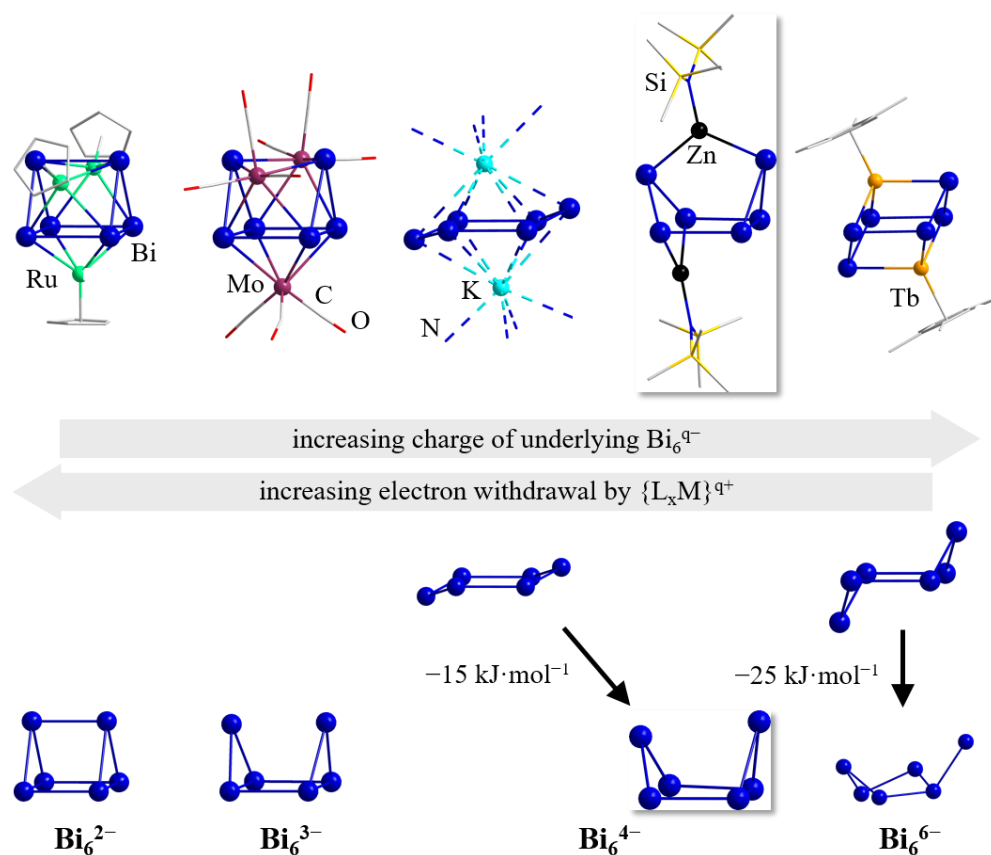 Si
Zn
Ru
Bi
Mo
C
O
K
N
Tb
increasing charge of underlying Bi₆^q−
increasing electron withdrawal by {LₓM}^q+
−15 kJ·mol⁻¹
−25 kJ·mol⁻¹
Bi₆²⁻
Bi₆³⁻
Bi₆⁴⁻
Bi₆⁶⁻